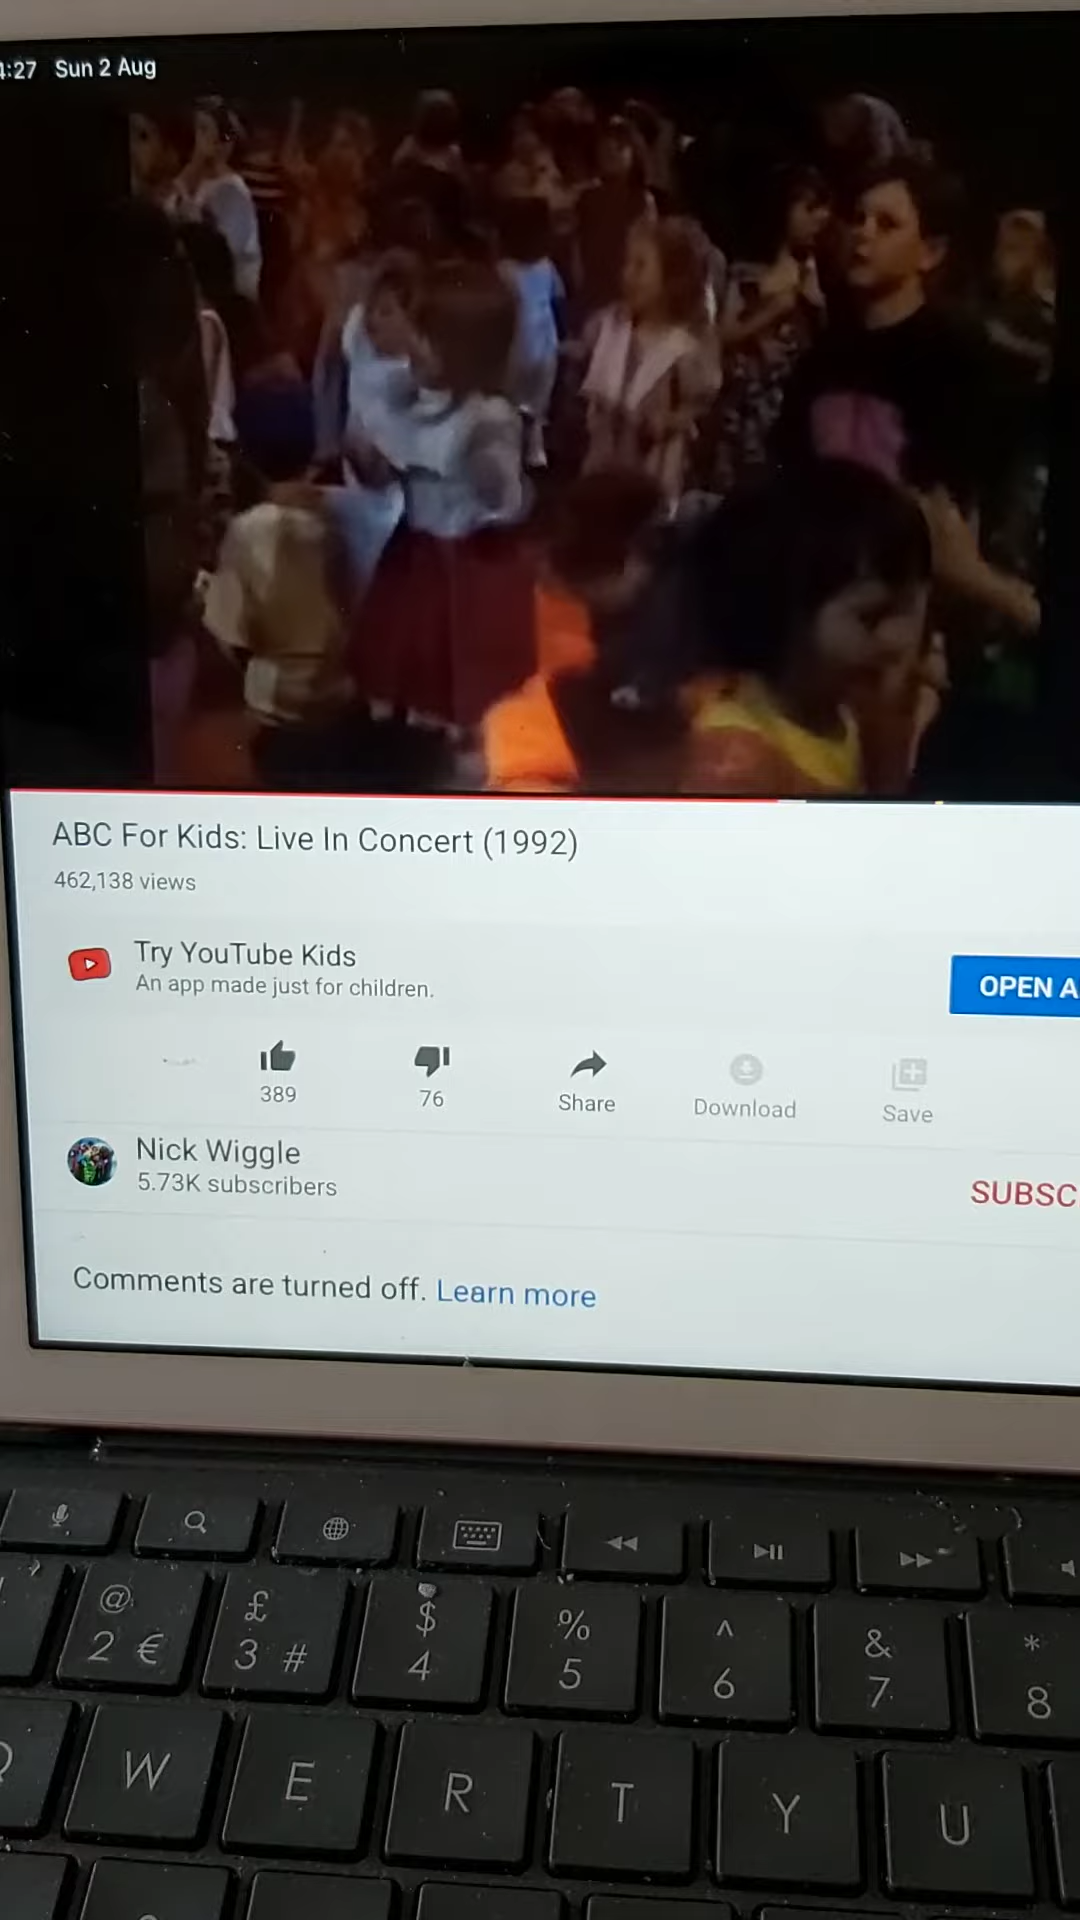 4:27 Sun 2 Aug
ABC For Kids: Live In Concert (1992)
462,138 views
Try YouTube Kids
An app made just for children.
OPEN A
389
76
Share
Download
Save
Nick Wiggle
5.73K subscribers
SUBSC
Comments are turned off. Learn more
@ £ $ % ^ & *
2 € 3 # 4 5 6 7 8
W E R T Y U